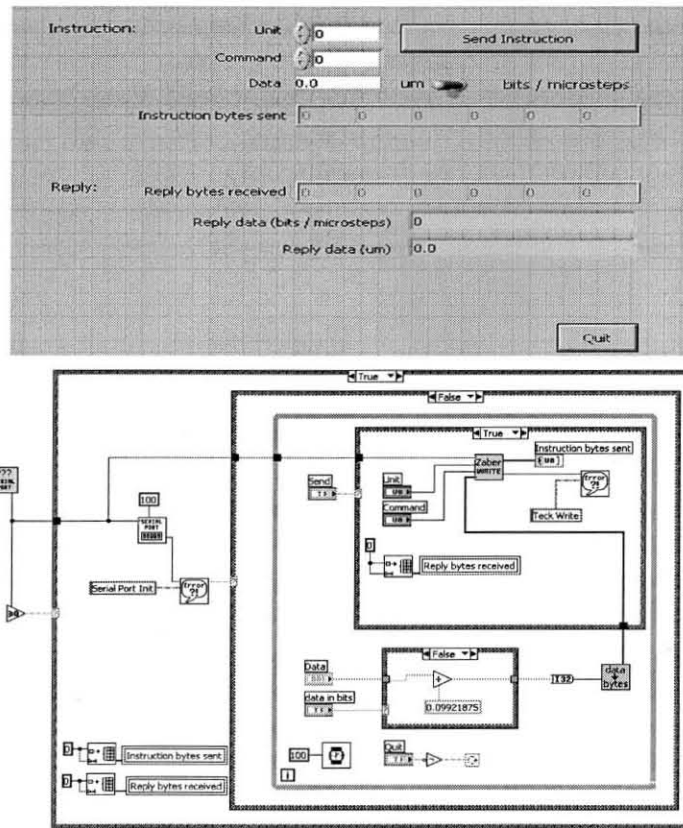 Instruction: Unit 0 Send Instruction
Command 0
Data 0.0 um bits / microsteps
Instruction bytes sent 0 0 0 0 0 0
Reply: Reply bytes received 0 0 0 0 0 0
Reply data (bits / microsteps) 0
Reply data (um) 0.0
Quit
True
False
True
Instruction bytes sent
Zaber
WRITE
Send
Unit
Error
?!
Command
Teck Write
100
SERIAL
PORT
0
Reply bytes received
Serial Port Init
Error
?!
False
Data
data in bits
0.09921875
I32
data
bytes
Instruction bytes sent
Reply bytes received
100
Quit
i